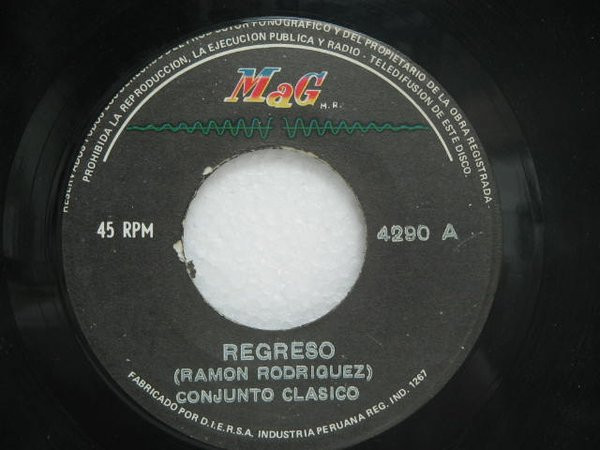 RESERVADOS TODOS LOS DERECHOS DEL PRODUCTOR FONOGRAFICO Y DEL PROPIETARIO DE LA OBRA REGISTRADA
PROHIBIDA LA REPRODUCCION, LA EJECUCION PUBLICA Y RADIO - TELEDIFUSION DE ESTE DISCO.
MaG M.R.
45 RPM
4290 A
REGRESO
(RAMON RODRIGUEZ)
CONJUNTO CLASICO
FABRICADO POR D.I.E.R.S.A. INDUSTRIA PERUANA REG. IND. 1267